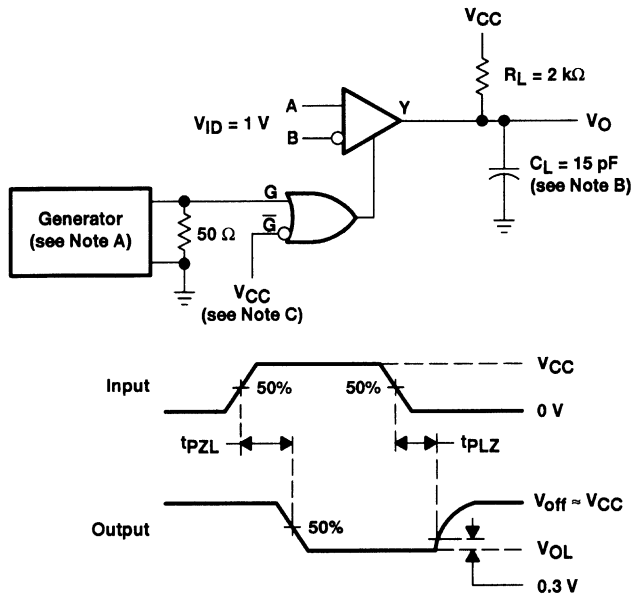 VCC
RL = 2 kΩ
A
Y
VID = 1 V
B
VO
CL = 15 pF
(see Note B)
Generator
(see Note A)
50 Ω
G
G̅
VCC
(see Note C)
Input
50%
50%
VCC
0 V
tPZL
tPLZ
Output
50%
Voff ≈ VCC
VOL
0.3 V